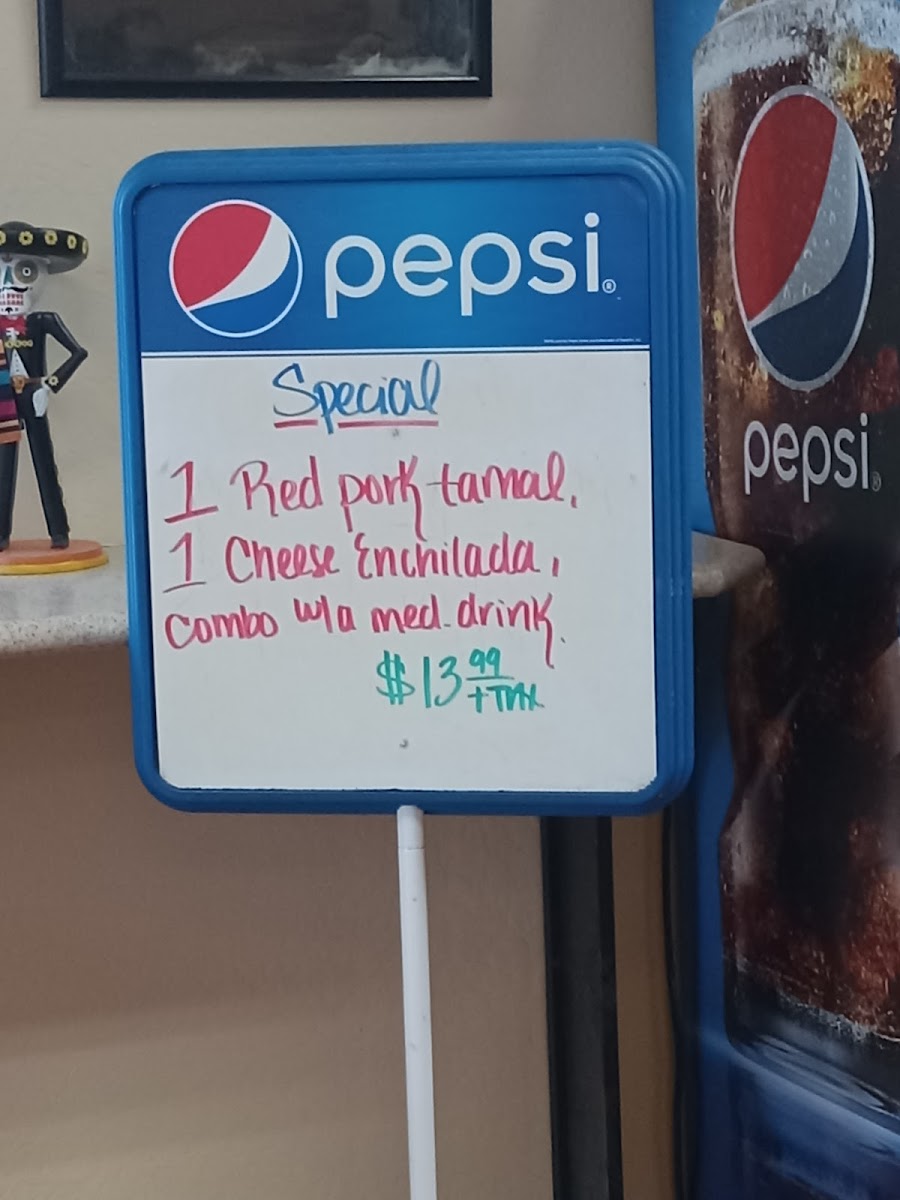 pepsi®
Special
1 Red pork tamal.
1 Cheese Enchilada,
Combo w/a med. drink.
$13 99
+TAX
pepsi®